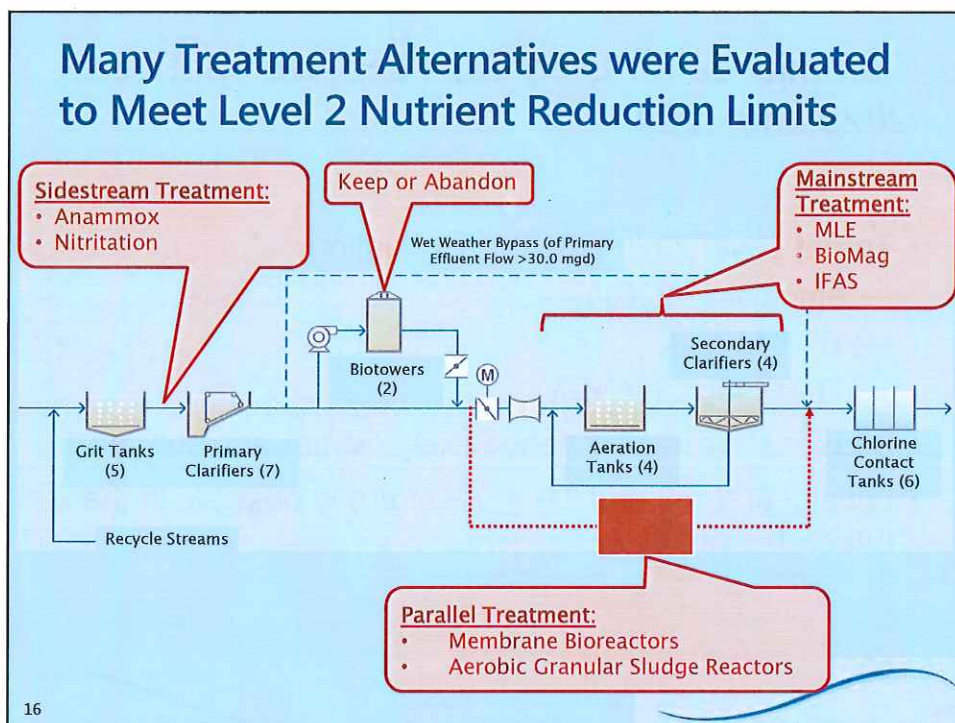 Many Treatment Alternatives were Evaluated
to Meet Level 2 Nutrient Reduction Limits
Sidestream Treatment:
• Anammox
• Nitritation
Keep or Abandon
Mainstream
Treatment:
• MLE
• BioMag
• IFAS
Wet Weather Bypass (of Primary
Effluent Flow >30.0 mgd)
Biotowers
(2)
M
Secondary
Clarifiers (4)
Grit Tanks
(5)
Primary
Clarifiers (7)
Aeration
Tanks (4)
Chlorine
Contact
Tanks (6)
Recycle Streams
Parallel Treatment:
• Membrane Bioreactors
• Aerobic Granular Sludge Reactors
16